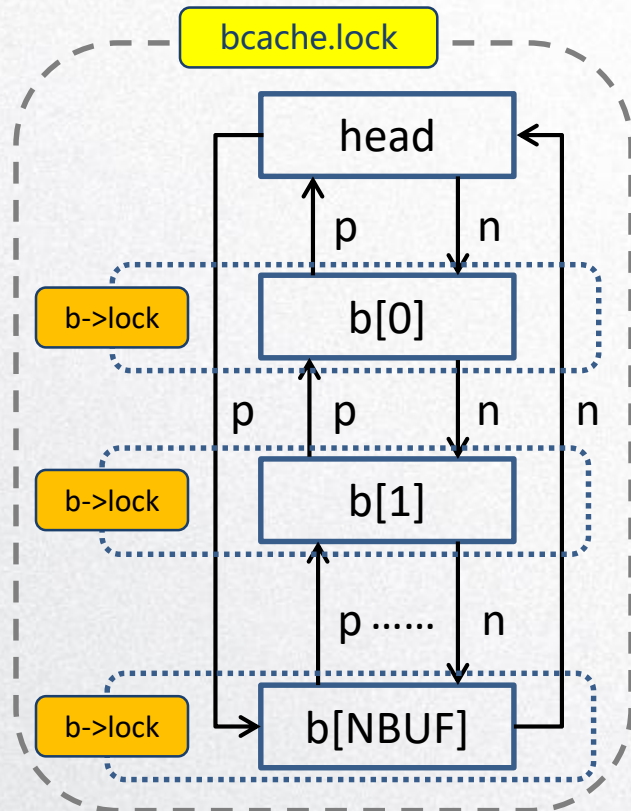 bcache.lock
head
p
n
b->lock
b[0]
p
p
n
n
b->lock
b[1]
p
......
n
b->lock
b[NBUF]